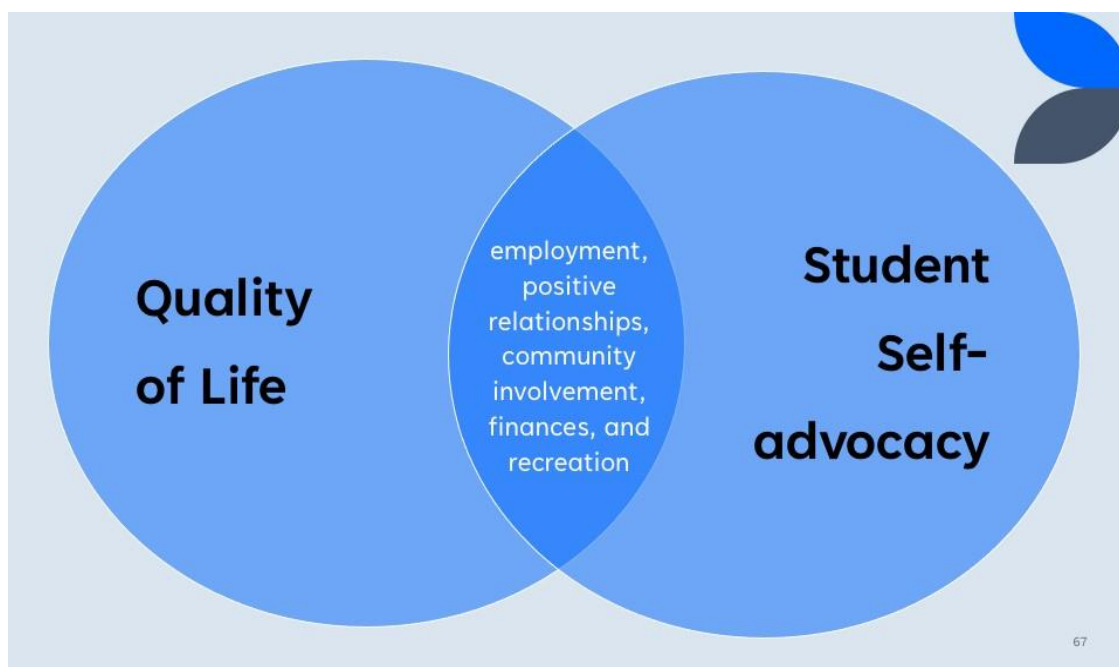 Quality
of Life
employment,
positive
relationships,
community
involvement,
finances, and
recreation
Student
Self-
advocacy
67